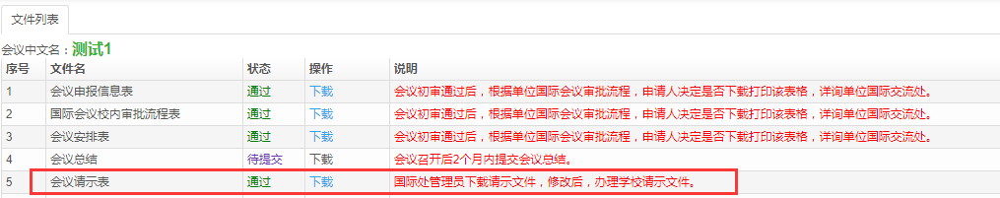 文件列表
会议中文名：测试1
序号 文件名 状态 操作 说明
1 会议申报信息表 通过 下载 会议初审通过后，根据单位国际会议审批流程，申请人决定是否下载打印该表格，详询单位国际交流处。
2 国际会议校内审批流程表 通过 下载 会议初审通过后，根据单位国际会议审批流程，申请人决定是否下载打印该表格，详询单位国际交流处。
3 会议安排表 通过 下载 会议初审通过后，根据单位国际会议审批流程，申请人决定是否下载打印该表格，详询单位国际交流处。
4 会议总结 待提交 下载 会议召开后2个月内提交会议总结。
5 会议请示表 通过 下载 国际处管理员下载请示文件，修改后，办理学校请示文件。